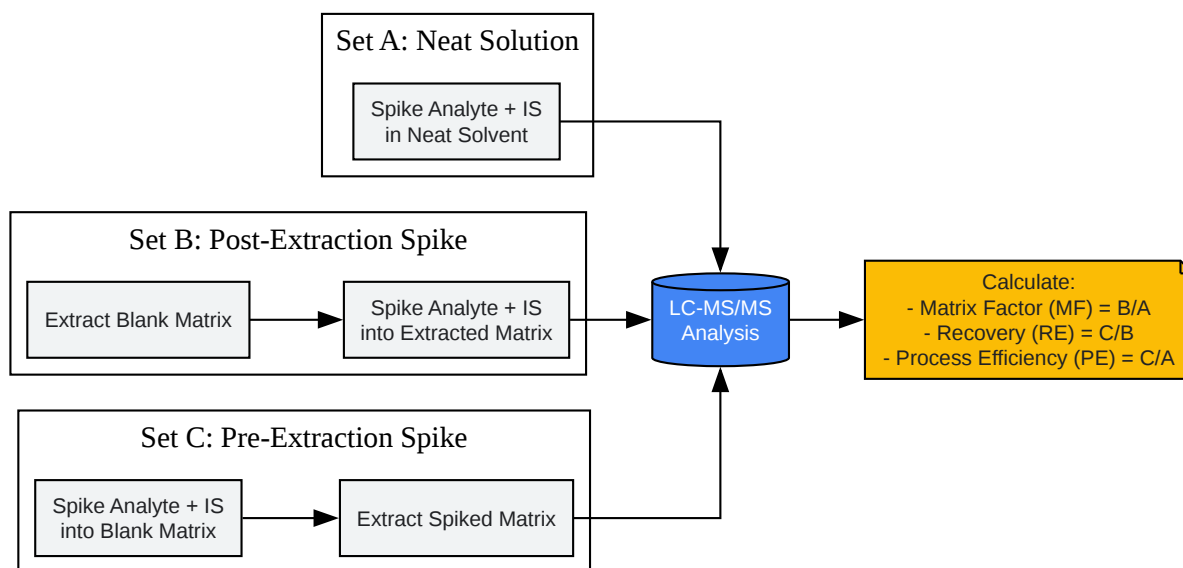 Set A: Neat Solution
Spike Analyte + IS
in Neat Solvent
Set B: Post-Extraction Spike
Extract Blank Matrix
Spike Analyte + IS
into Extracted Matrix
Set C: Pre-Extraction Spike
Spike Analyte + IS
into Blank Matrix
Extract Spiked Matrix
LC-MS/MS
Analysis
Calculate:
- Matrix Factor (MF) = B/A
- Recovery (RE) = C/B
- Process Efficiency (PE) = C/A